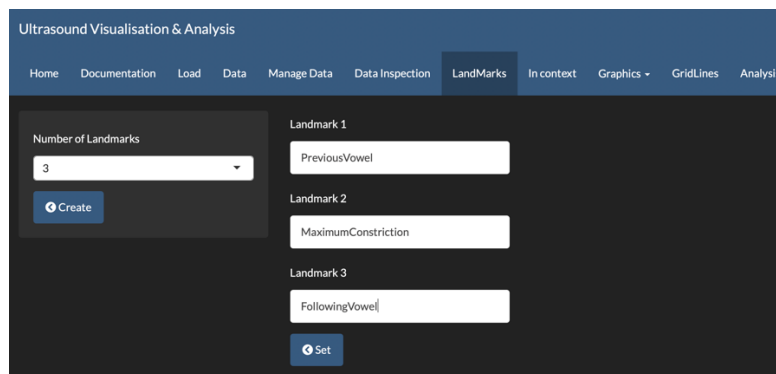 Ultrasound Visualisation & Analysis
Home Documentation Load Data Manage Data Data Inspection LandMarks In context Graphics GridLines Analysi
Number of Landmarks
3
Create
Landmark 1
PreviousVowel
Landmark 2
MaximumConstriction
Landmark 3
FollowingVowel
Set